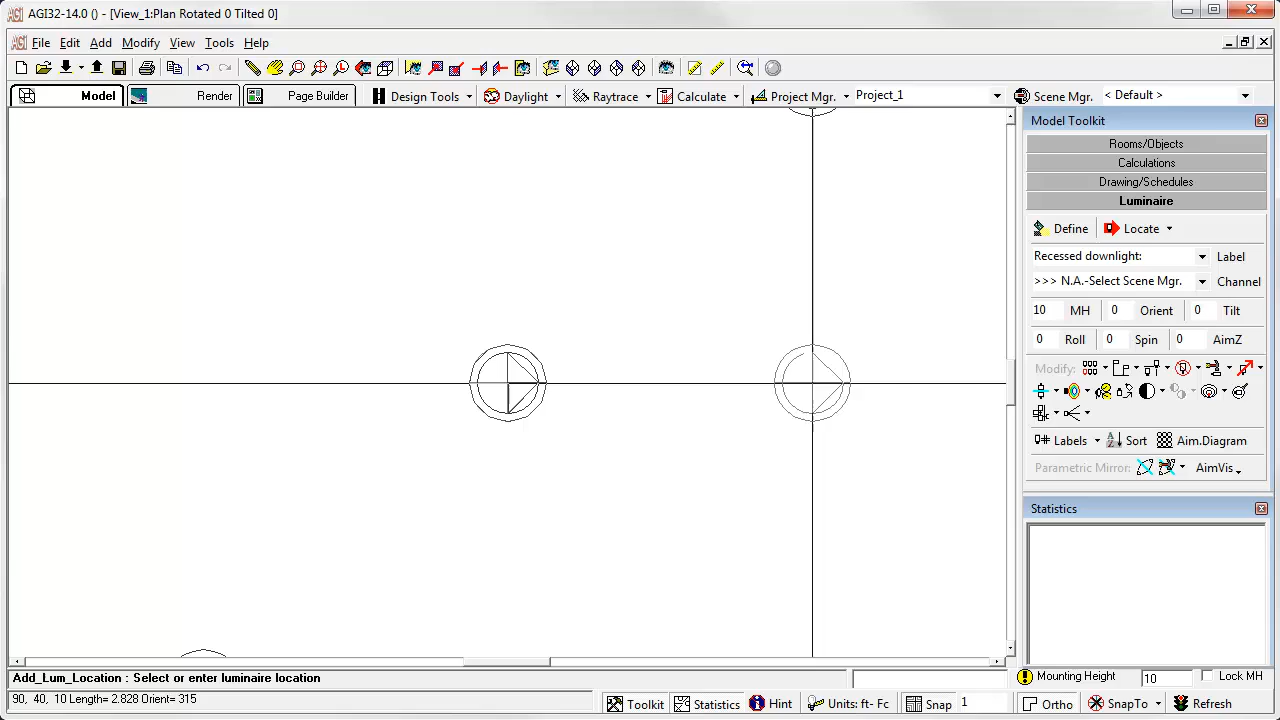 AGI32-14.0 () - [View_1:Plan Rotated 0 Tilted 0]
AGI File Edit Add Modify View Tools Help
Model Render Page Builder Design Tools Daylight Raytrace Calculate Project Mgr. Project_1 Scene Mgr. < Default >
Model Toolkit
Rooms/Objects
Calculations
Drawing/Schedules
Luminaire
Define Locate
Recessed downlight: Label
>>> N.A.-Select Scene Mgr. Channel
10 MH 0 Orient 0 Tilt
0 Roll 0 Spin 0 AimZ
Modify:
Labels Sort Aim.Diagram
Parametric Mirror: AimVis
Statistics
Add_Lum_Location : Select or enter luminaire location
Mounting Height 10 Lock MH
90, 40, 10 Length= 2.828 Orient= 315
Toolkit Statistics Hint Units: ft- Fc Snap 1 Ortho SnapTo Refresh